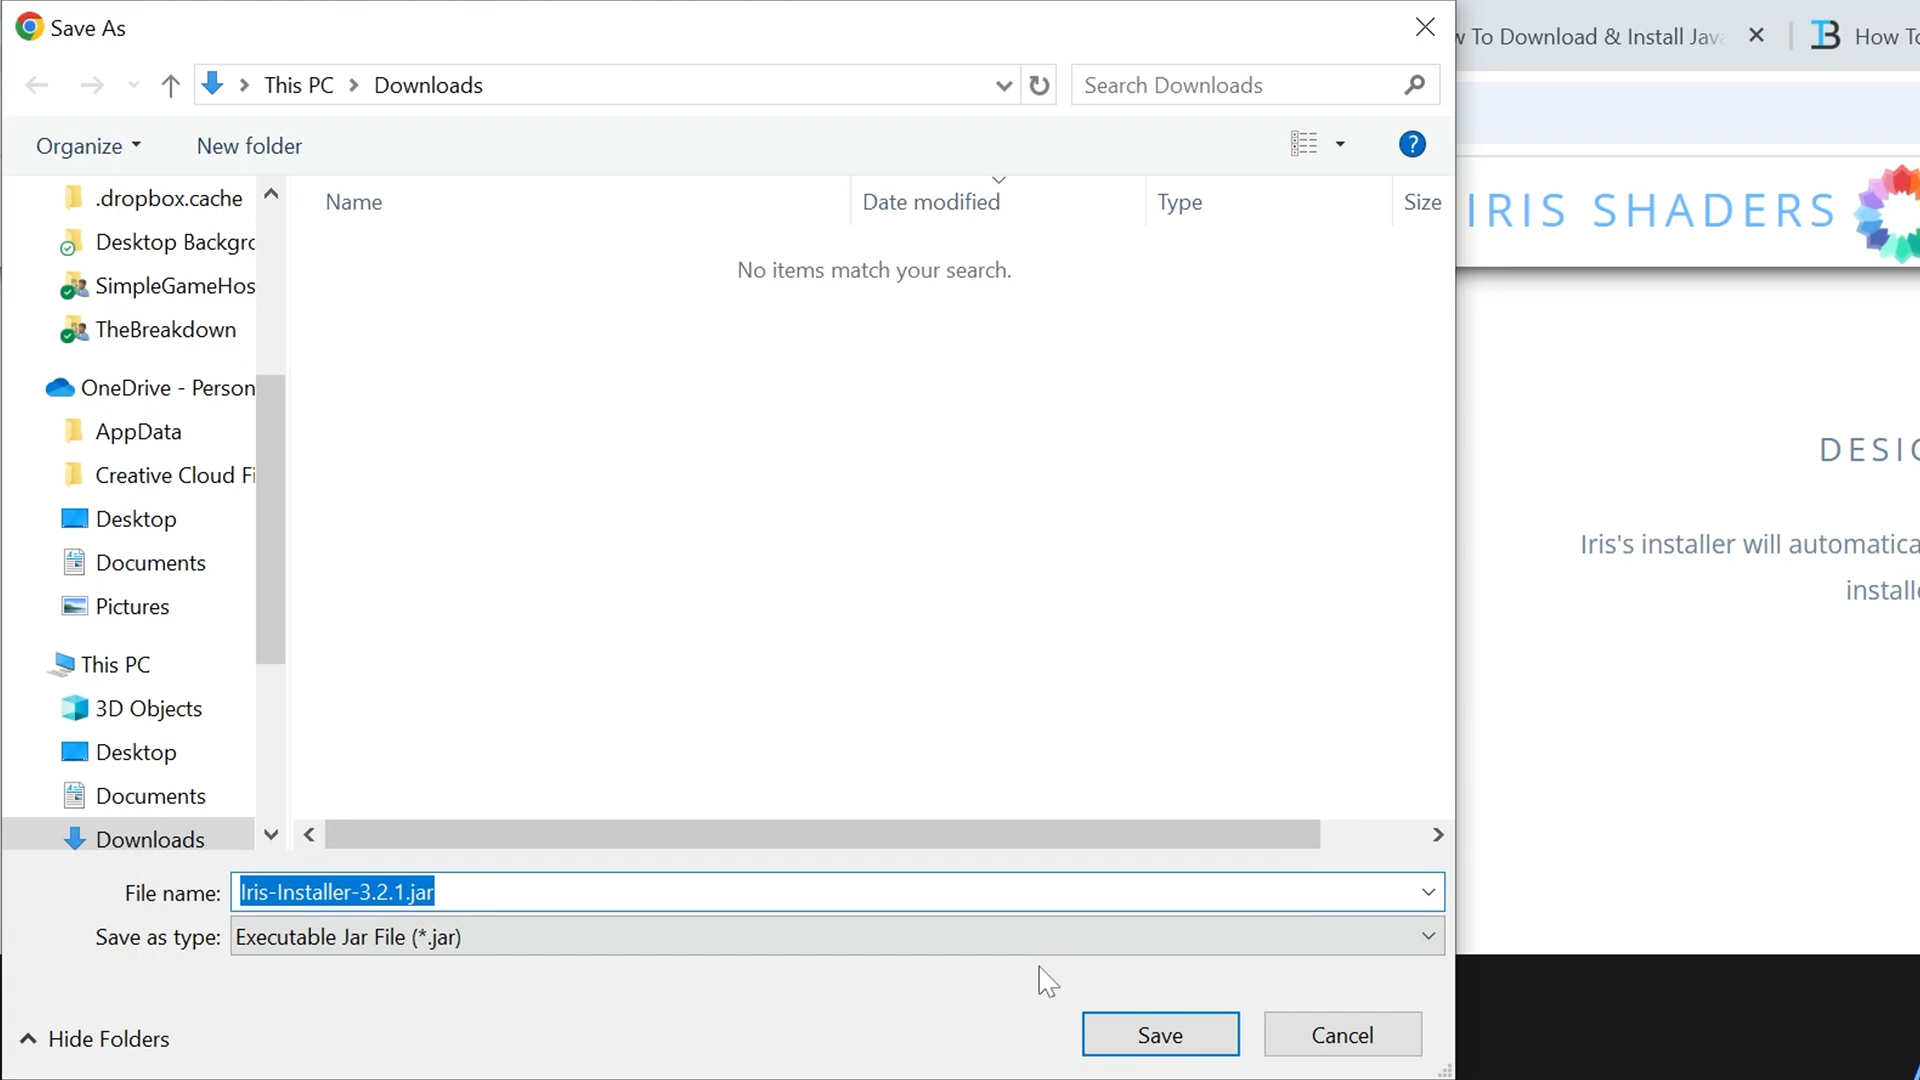 Save As
w To Download & Install Java
How To
This PC
Downloads
Search Downloads
Organize
New folder
?
.dropbox.cache
Desktop Backgro
SimpleGameHos
TheBreakdown
OneDrive - Person
AppData
Creative Cloud Fi
Desktop
Documents
Pictures
This PC
3D Objects
Desktop
Documents
Downloads
Name
Date modified
Type
Size
No items match your search.
IRIS SHADERS
DESIG
Iris's installer will automatica
installe
File name: Iris-Installer-3.2.1.jar
Save as type: Executable Jar File (*.jar)
Hide Folders
Save
Cancel